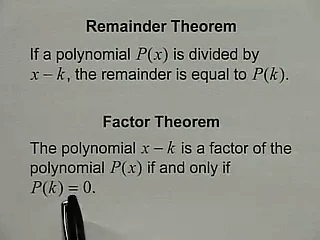 Remainder Theorem
If a polynomial P(x) is divided by
x – k, the remainder is equal to P(k).
Factor Theorem
The polynomial x – k is a factor of the
polynomial P(x) if and only if
P(k) = 0.